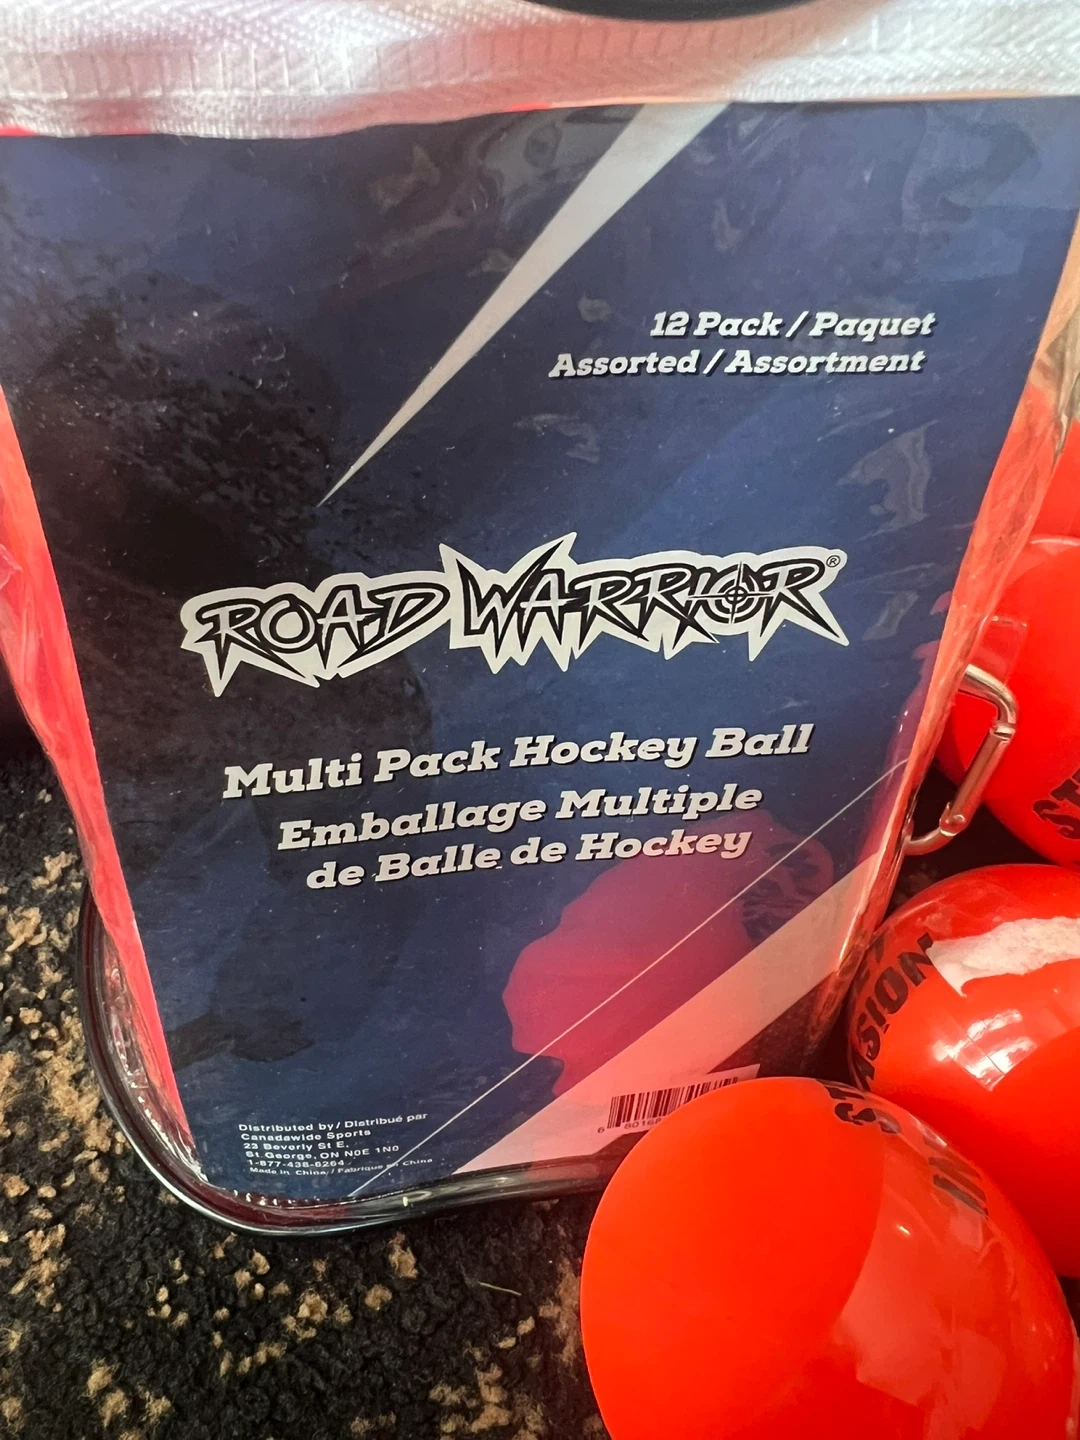 12 Pack / Paquet
Assorted / Assortment
ROAD WARRIOR®
Multi Pack Hockey Ball
Emballage Multiple
de Balle de Hockey
Distributed by / Distribué par
Canadawide Sports
23 Beverly St E.
St.George, ON N0E 1N0
1-877-438-6264
Made in China / Fabriqué en China